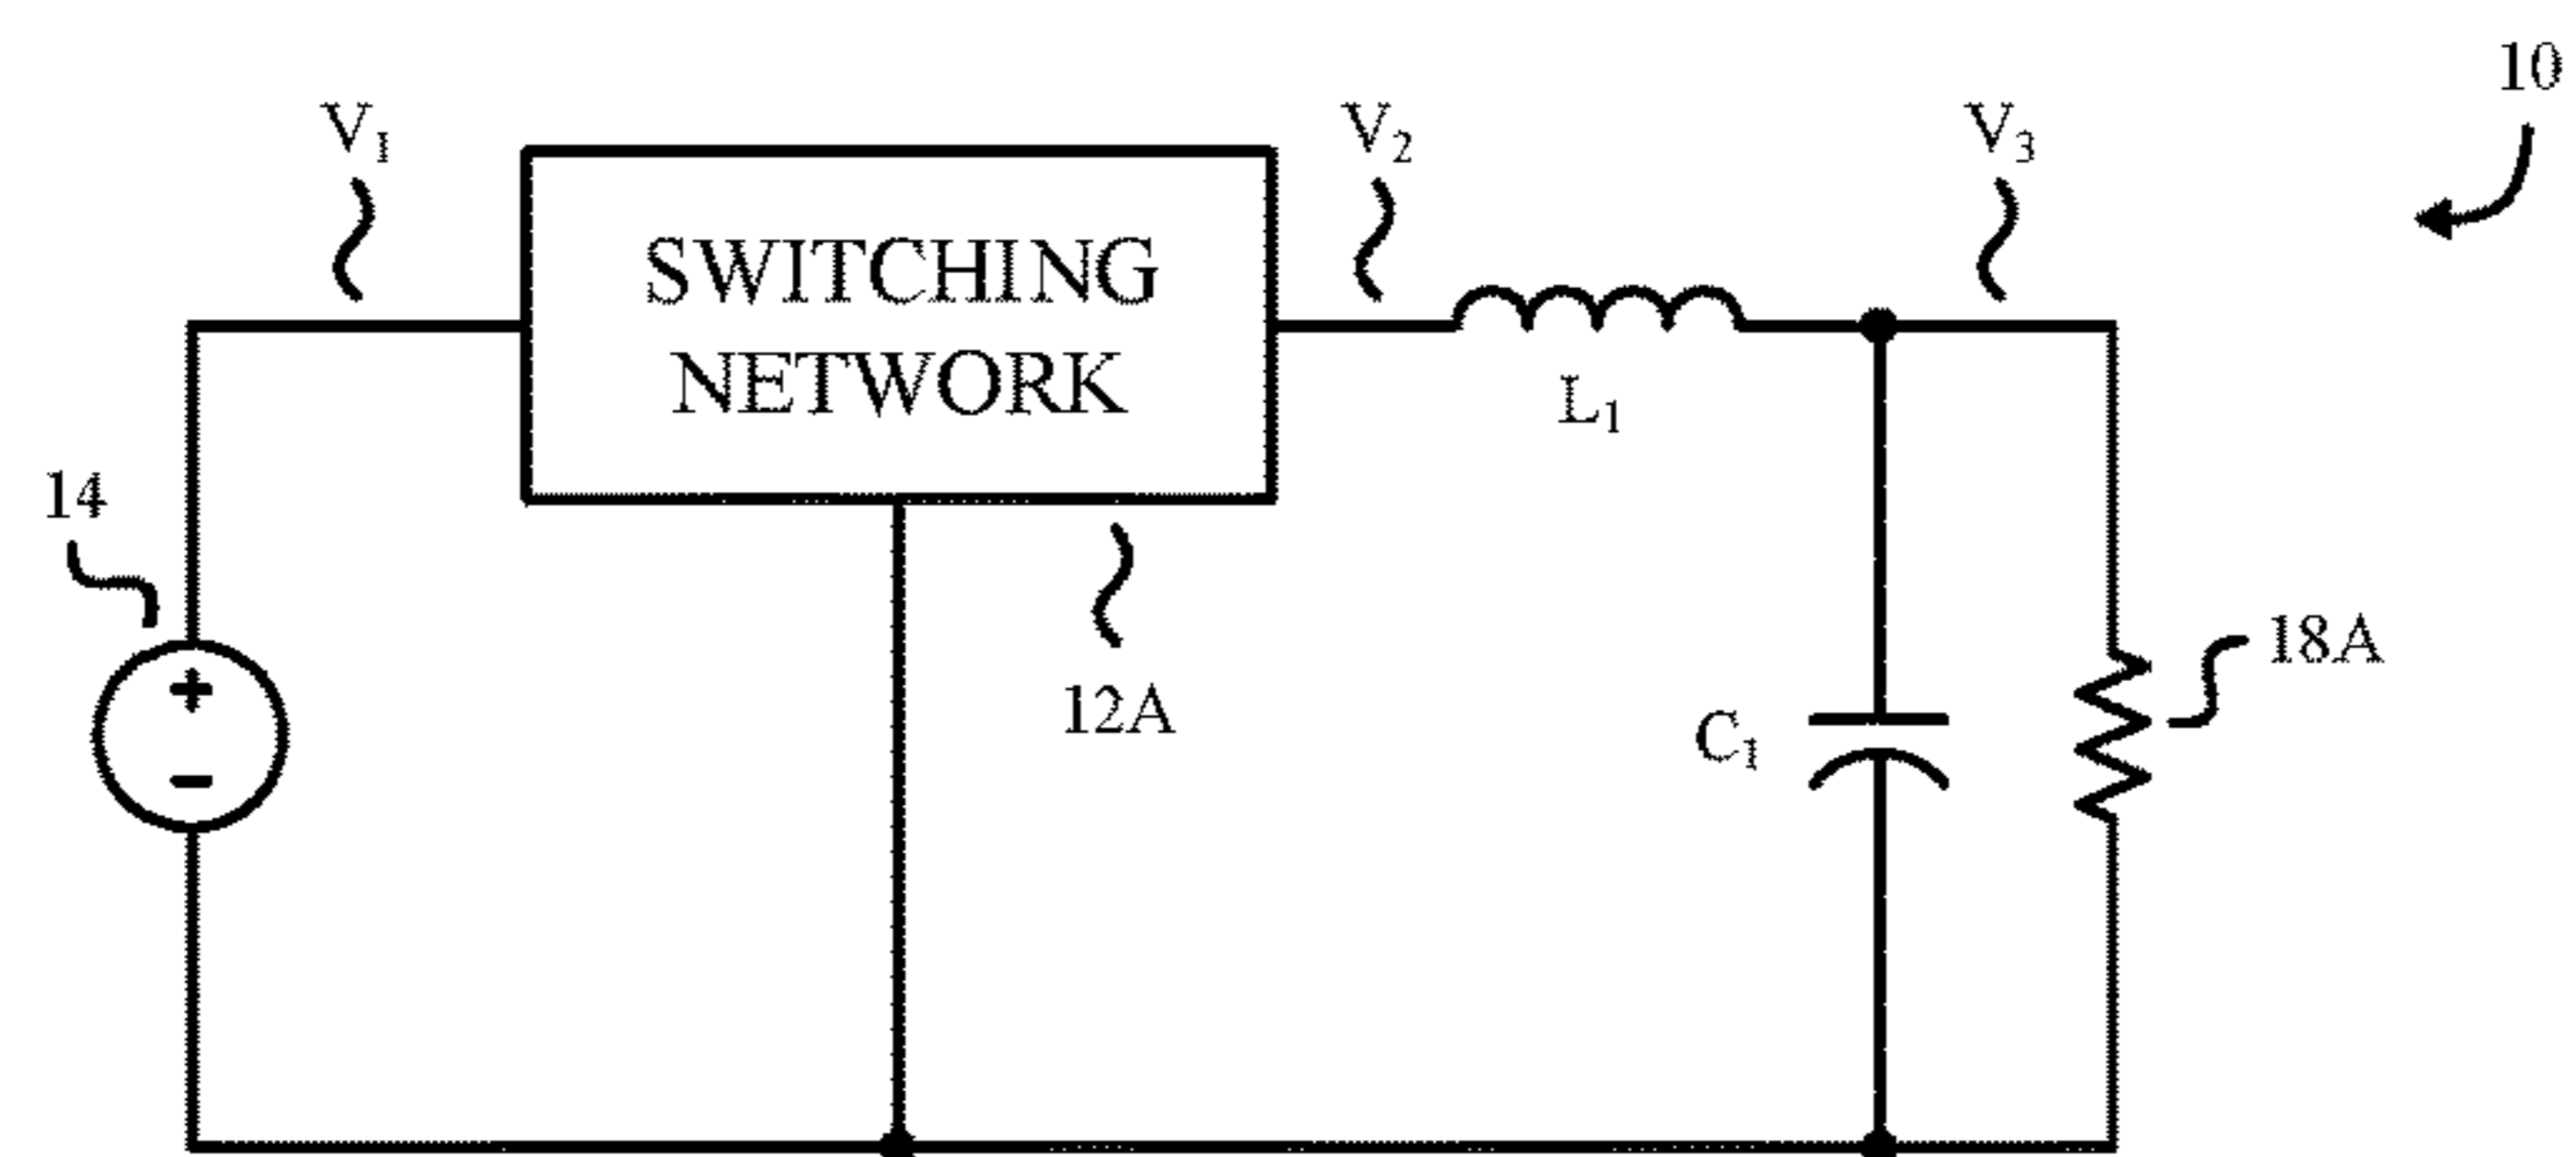 10
V₁
V₂
V₃
SWITCHING
NETWORK
L₁
14
12A
18A
C₁
+
−